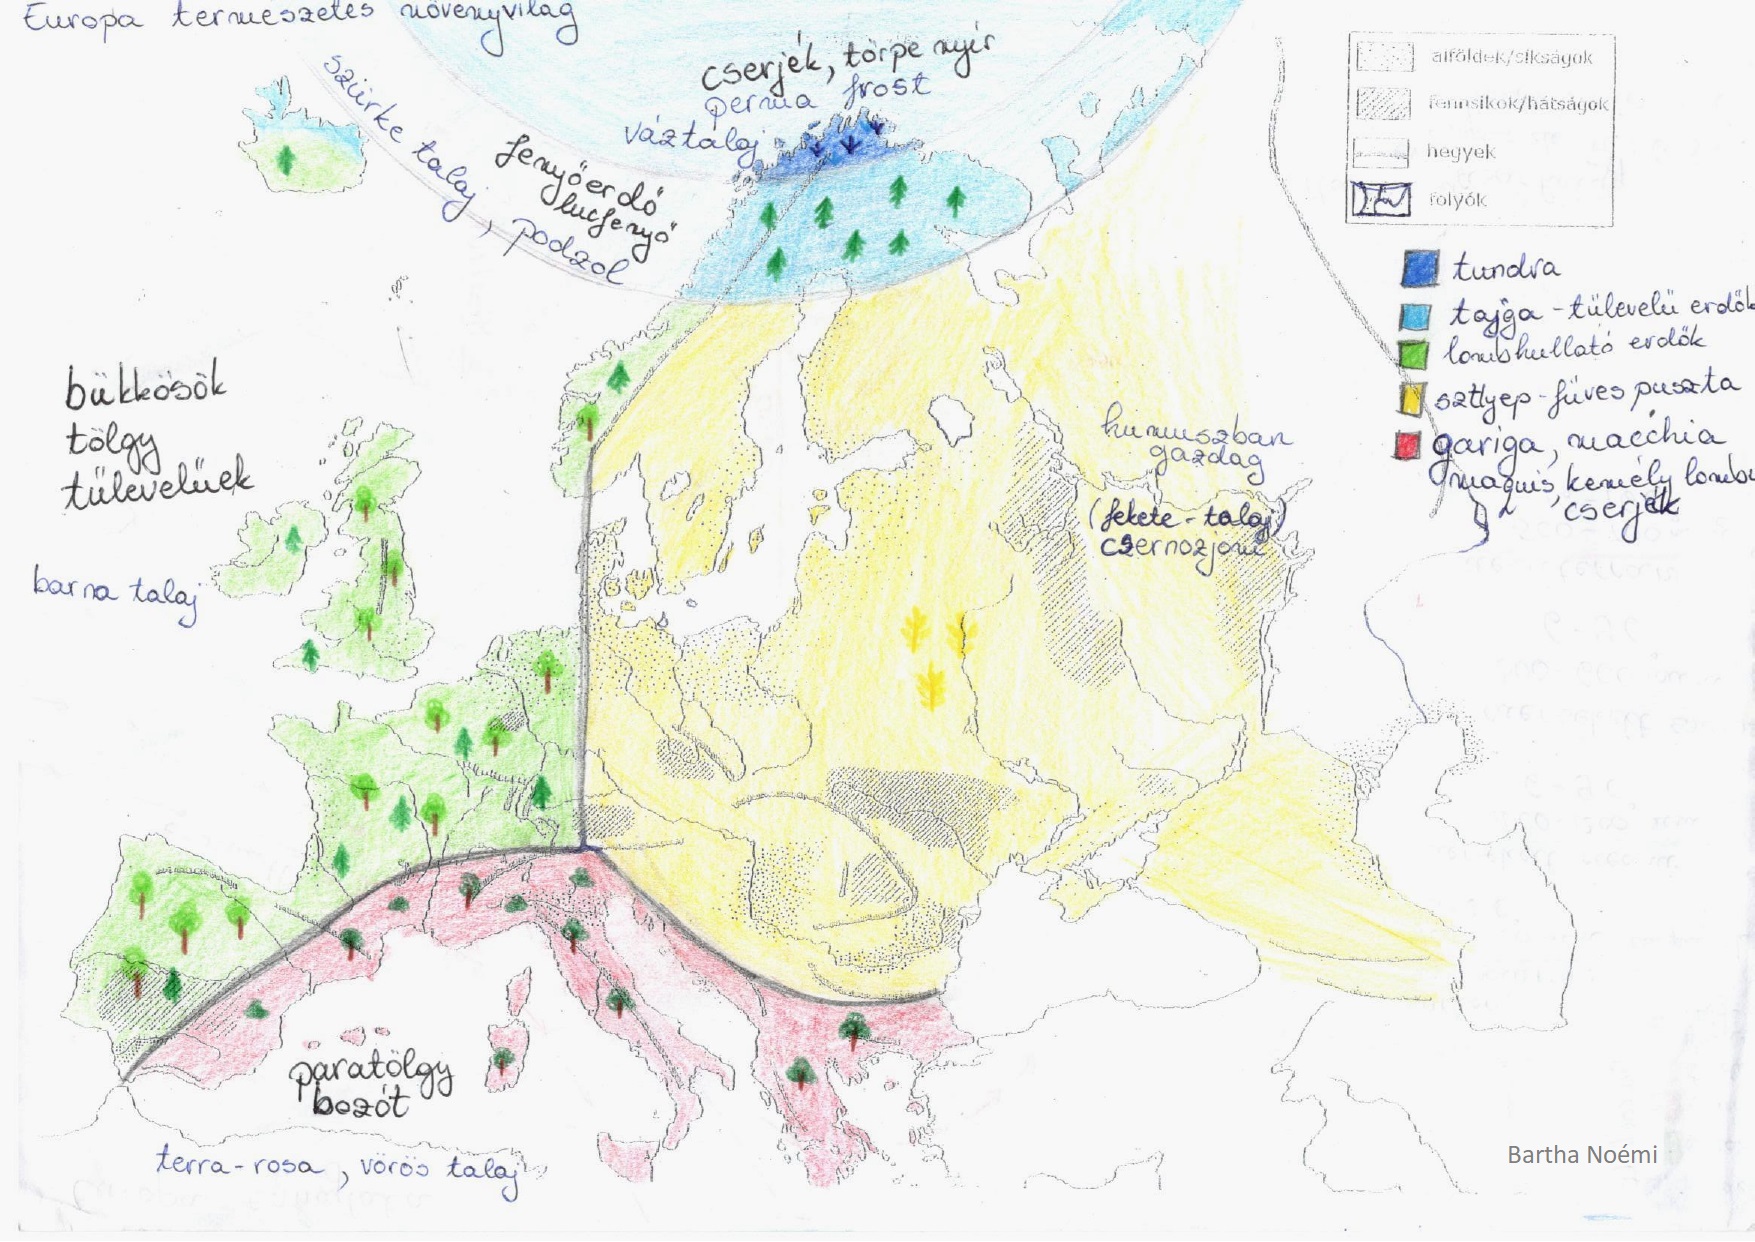 Europa termeszetes növenyvilag
cserjék, törpe nyír
perma frost
váztalaj
szürke talaj, podzol
fenyőerdő
lucfenyő
alföldek/síkságok
fennsíkok/hátságok
hegyek
folyók
tundra
tajga - tűlevelű erdők
lombhullató erdők
sztyep - füves puszta
gariga, macchia
maquis, kemély lombu
cserjék
bükkösök
tölgy
tűlevelűek
barna talaj
humuszban
gazdag
(fekete - talaj)
csernozjom
paratölgy
bozót
terra-rosa, vörös talaj
Bartha Noémi